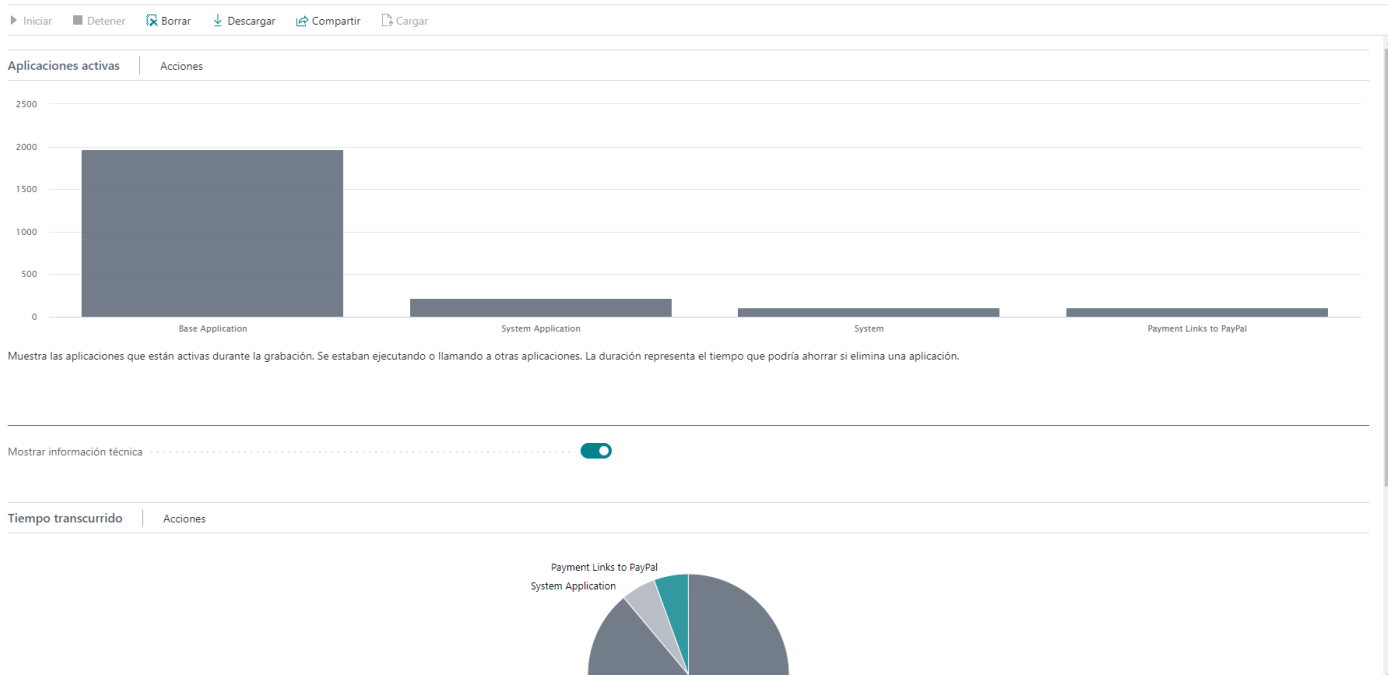 Iniciar Detener Borrar Descargar Compartir Cargar
Aplicaciones activas Acciones
2500
2000
1500
1000
500
0
Base Application System Application System Payment Links to PayPal
Muestra las aplicaciones que están activas durante la grabación. Se estaban ejecutando o llamando a otras aplicaciones. La duración representa el tiempo que podría ahorrar si elimina una aplicación.
Mostrar información técnica
Tiempo transcurrido Acciones
Payment Links to PayPal
System Application